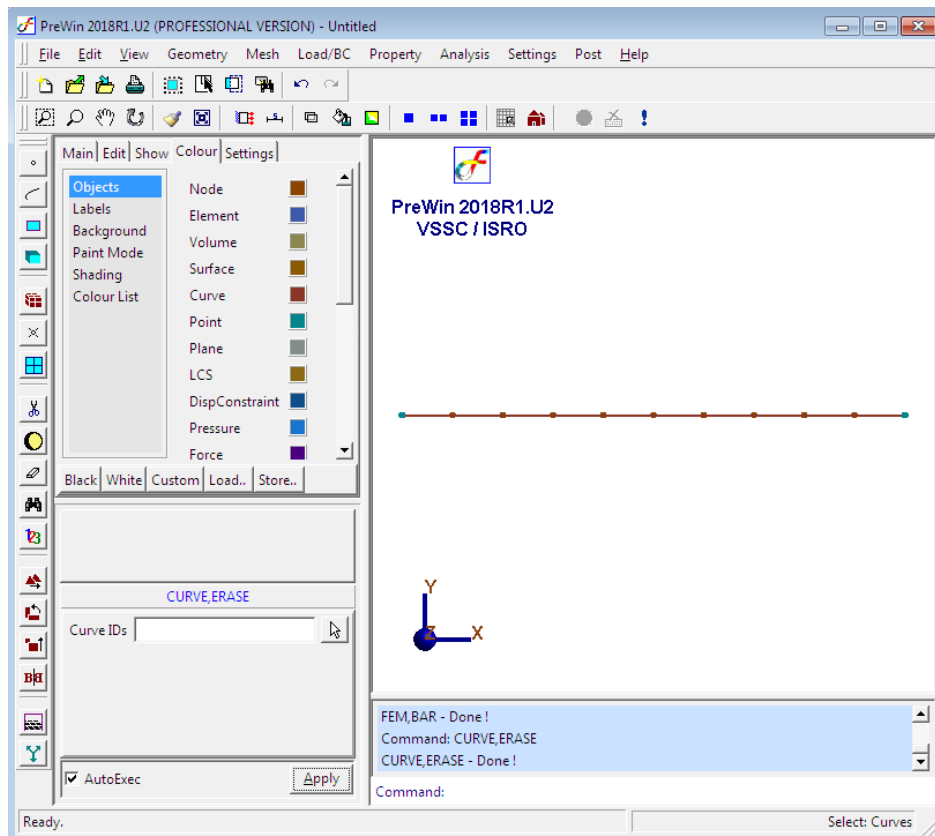 PreWin 2018R1.U2 (PROFESSIONAL VERSION) - Untitled
File Edit View Geometry Mesh Load/BC Property Analysis Settings Post Help
Main Edit Show Colour Settings
Objects
Labels
Background
Paint Mode
Shading
Colour List
Node
Element
Volume
Surface
Curve
Point
Plane
LCS
DispConstraint
Pressure
Force
Black White Custom Load.. Store..
123
B B
CURVE,ERASE
Curve IDs
AutoExec Apply
PreWin 2018R1.U2
VSSC / ISRO
Y
Z X
FEM,BAR - Done !
Command: CURVE,ERASE
CURVE,ERASE - Done !
Command:
Ready. Select: Curves